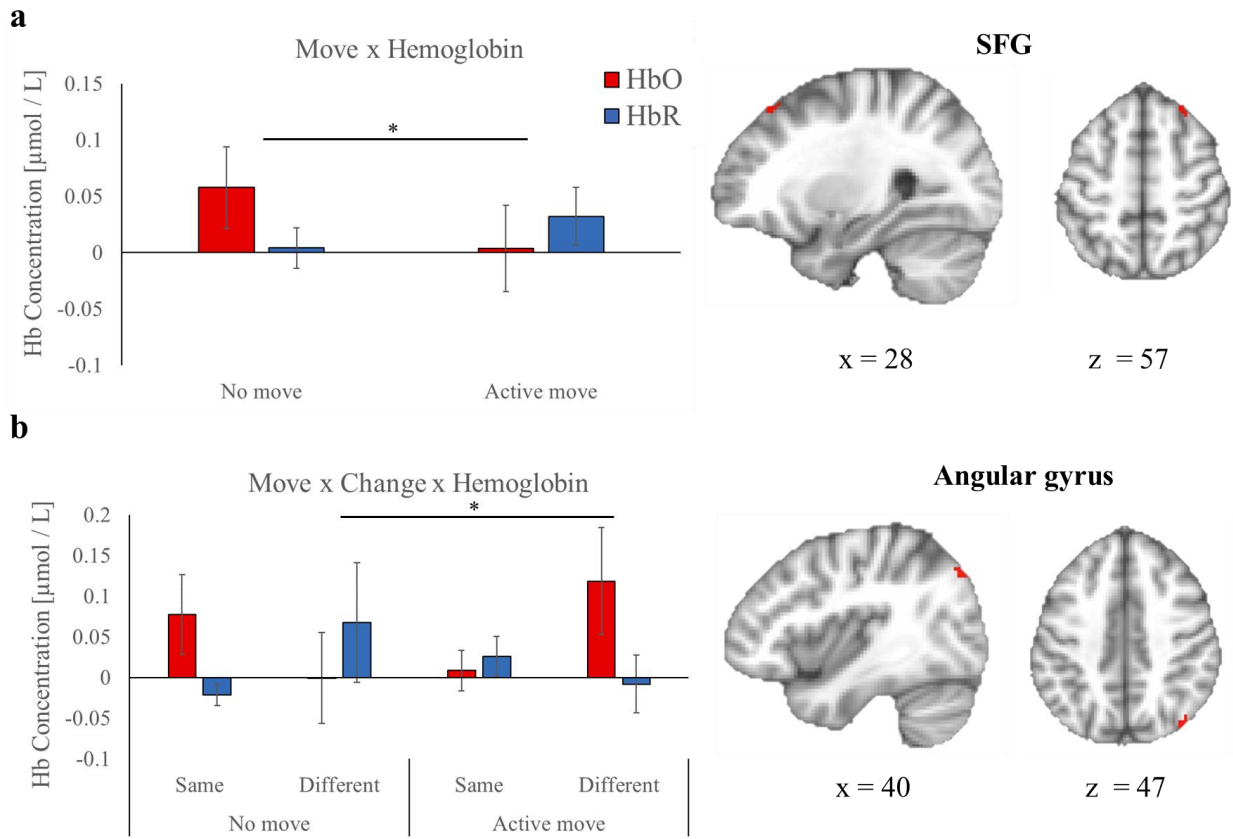 a
Move x Hemoglobin
SFG
HbO
HbR
Hb Concentration [µmol / L]
0.15
0.1
0.05
0
-0.05
-0.1
*
No move
Active move
x = 28
z = 57
b
Move x Change x Hemoglobin
Angular gyrus
Hb Concentration [µmol / L]
0.2
0.15
0.1
0.05
0
-0.05
-0.1
*
Same
Different
Same
Different
No move
Active move
x = 40
z = 47